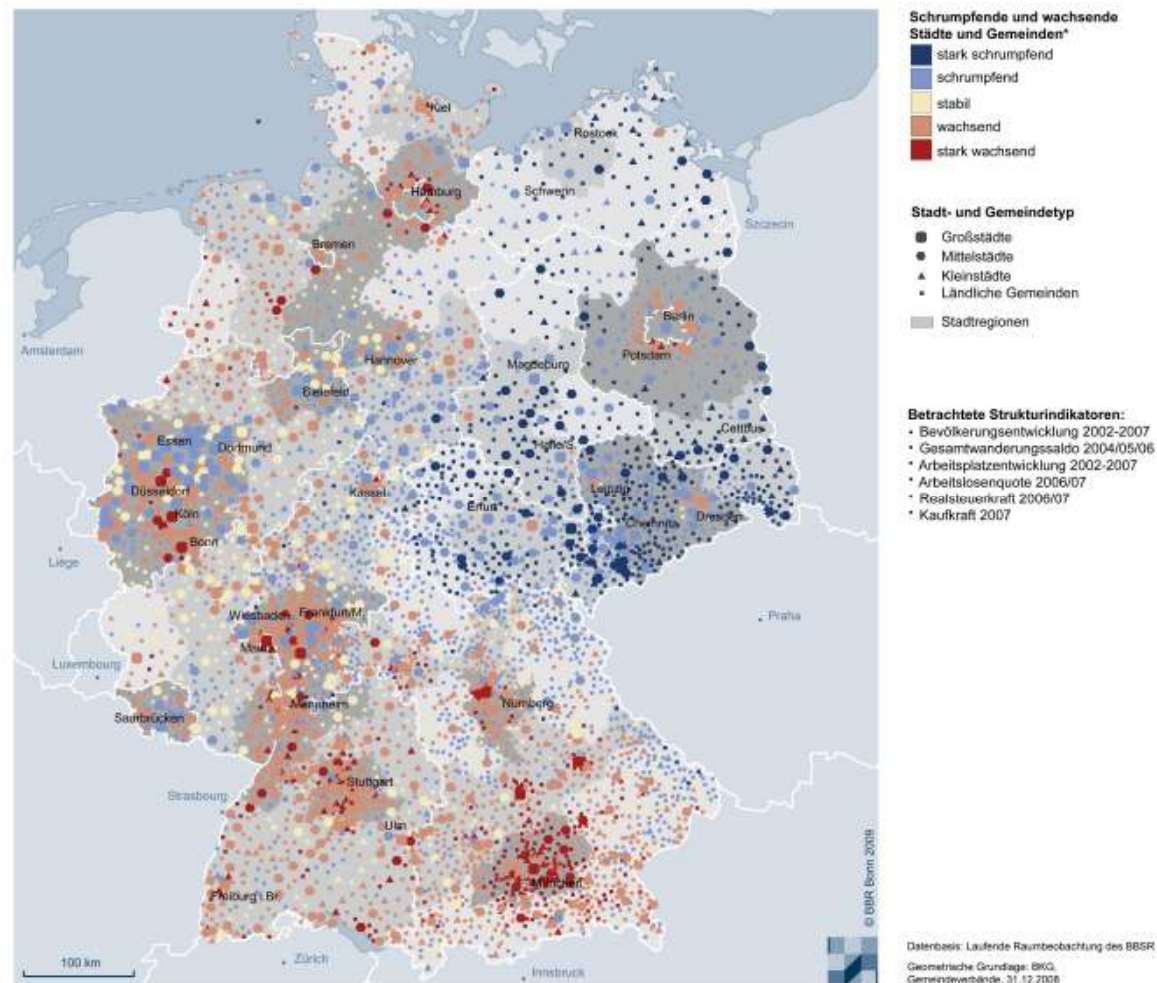 Schrumpfende und wachsende
Städte und Gemeinden*
stark schrumpfend
schrumpfend
stabil
wachsend
stark wachsend
Stadt- und Gemeindetyp
Großstädte
Mittelstädte
Kleinstädte
Ländliche Gemeinden
Stadtregionen
Betrachtete Strukturindikatoren:
• Bevölkerungsentwicklung 2002-2007
• Gesamtwanderungssaldo 2004/05/06
• Arbeitsplatzentwicklung 2002-2007
• Arbeitslosenquote 2006/07
• Realsteuerkraft 2006/07
• Kaufkraft 2007
Kiel
Rostock
Hamburg
Schwerin
Szczecin
Bremen
Berlin
Amsterdam
Hannover
Potsdam
Magdeburg
Bielefeld
Cottbus
Essen
Dortmund
Halle/S.
Düsseldorf
Kassel
Leipzig
Köln
Erfurt
Chemnitz
Dresden
Bonn
Liège
Wiesbaden
Frankfurt/M.
Praha
Mainz
Luxembourg
Mannheim
Nürnberg
Saarbrücken
Stuttgart
Strasbourg
Ulm
München
Freiburg i.Br.
Zürich
Innsbruck
100 km
© BBR Bonn 2009
Datenbasis: Laufende Raumbeobachtung des BBSR
Geometrische Grundlage: BKG,
Gemeindeverbände, 31.12.2006